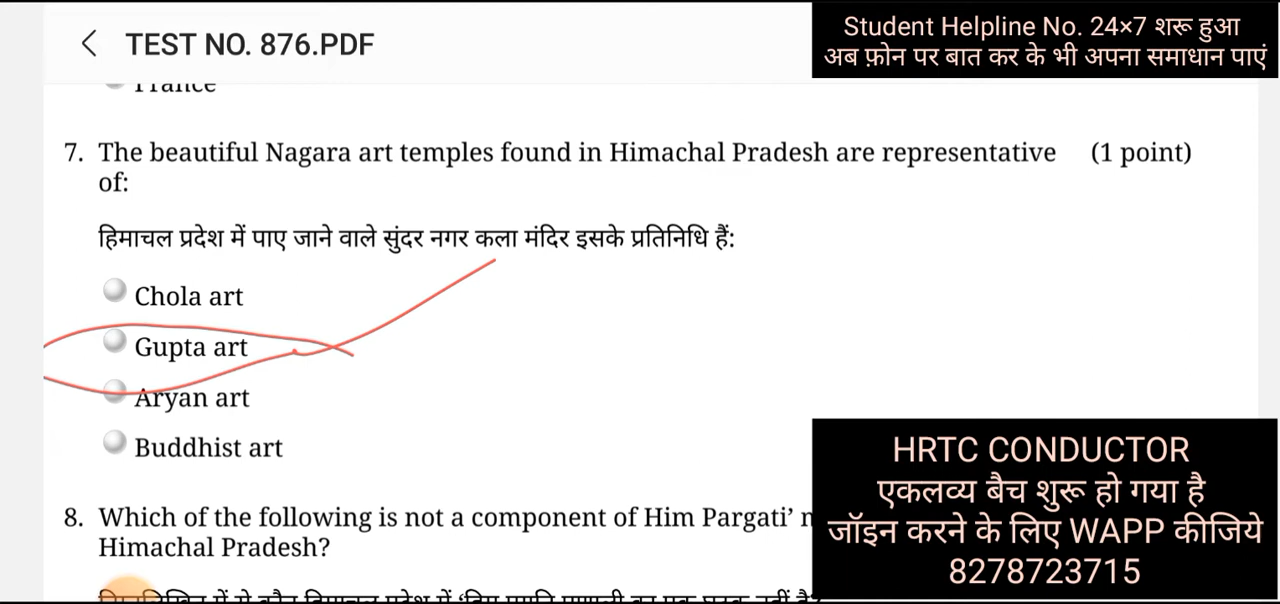 TEST NO. 876.PDF
Student Helpline No. 24×7 शरू हुआ
अब फ़ोन पर बात कर के भी अपना समाधान पाएं
France
7. The beautiful Nagara art temples found in Himachal Pradesh are representative (1 point)
of:
हिमाचल प्रदेश में पाए जाने वाले सुंदर नगर कला मंदिर इसके प्रतिनिधि हैं:
Chola art
Gupta art
Aryan art
Buddhist art
8. Which of the following is not a component of Him Pargati’
Himachal Pradesh?
HRTC CONDUCTOR
एकलव्य बैच शुरू हो गया है
जॉइन करने के लिए WAPP कीजिये
8278723715